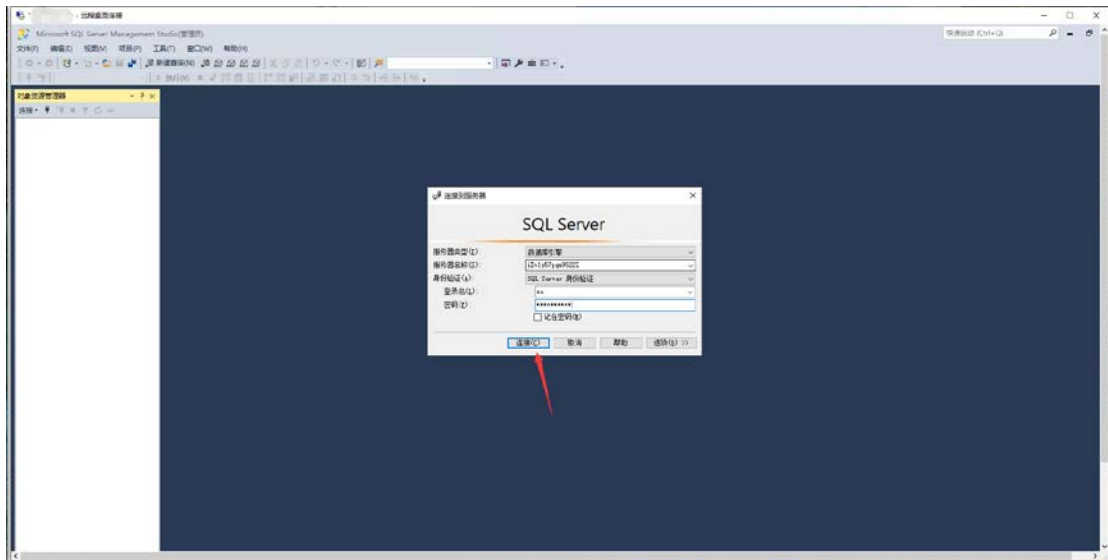 - 远程桌面连接
Microsoft SQL Server Management Studio(管理员)
快速启动 (Ctrl+Q)
文件(F) 编辑(E) 视图(V) 项目(P) 工具(T) 窗口(W) 帮助(H)
新建查询(N)
对象资源管理器
连接
连接到服务器
SQL Server
服务器类型(T):
数据库引擎
服务器名称(S):
身份验证(A):
SQL Server 身份验证
登录名(L):
sa
密码(P):
**********
记住密码(M)
连接(C) 取消 帮助 选项(O) >>